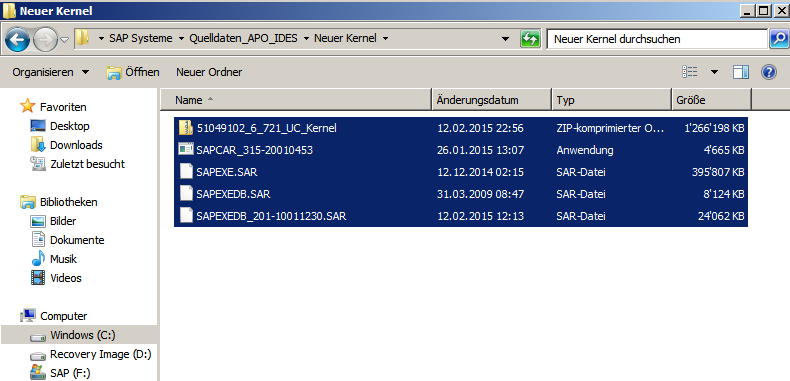 Neuer Kernel
SAP Systeme Quelldaten_APO_IDES Neuer Kernel Neuer Kernel durchsuchen
Organisieren Öffnen Neuer Ordner
Favoriten
Desktop
Downloads
Zuletzt besucht
Bibliotheken
Bilder
Dokumente
Musik
Videos
Computer
Windows (C:)
Recovery Image (D:)
SAP (F:)
Name Änderungsdatum Typ Größe
51049102_6_721_UC_Kernel 12.02.2015 22:56 ZIP-komprimierter O... 1'266'198 KB
SAPCAR_315-20010453 26.01.2015 13:07 Anwendung 4'665 KB
SAPEXE.SAR 12.12.2014 02:15 SAR-Datei 395'807 KB
SAPEXEDB.SAR 31.03.2009 08:47 SAR-Datei 8'124 KB
SAPEXEDB_201-10011230.SAR 12.02.2015 12:13 SAR-Datei 24'062 KB